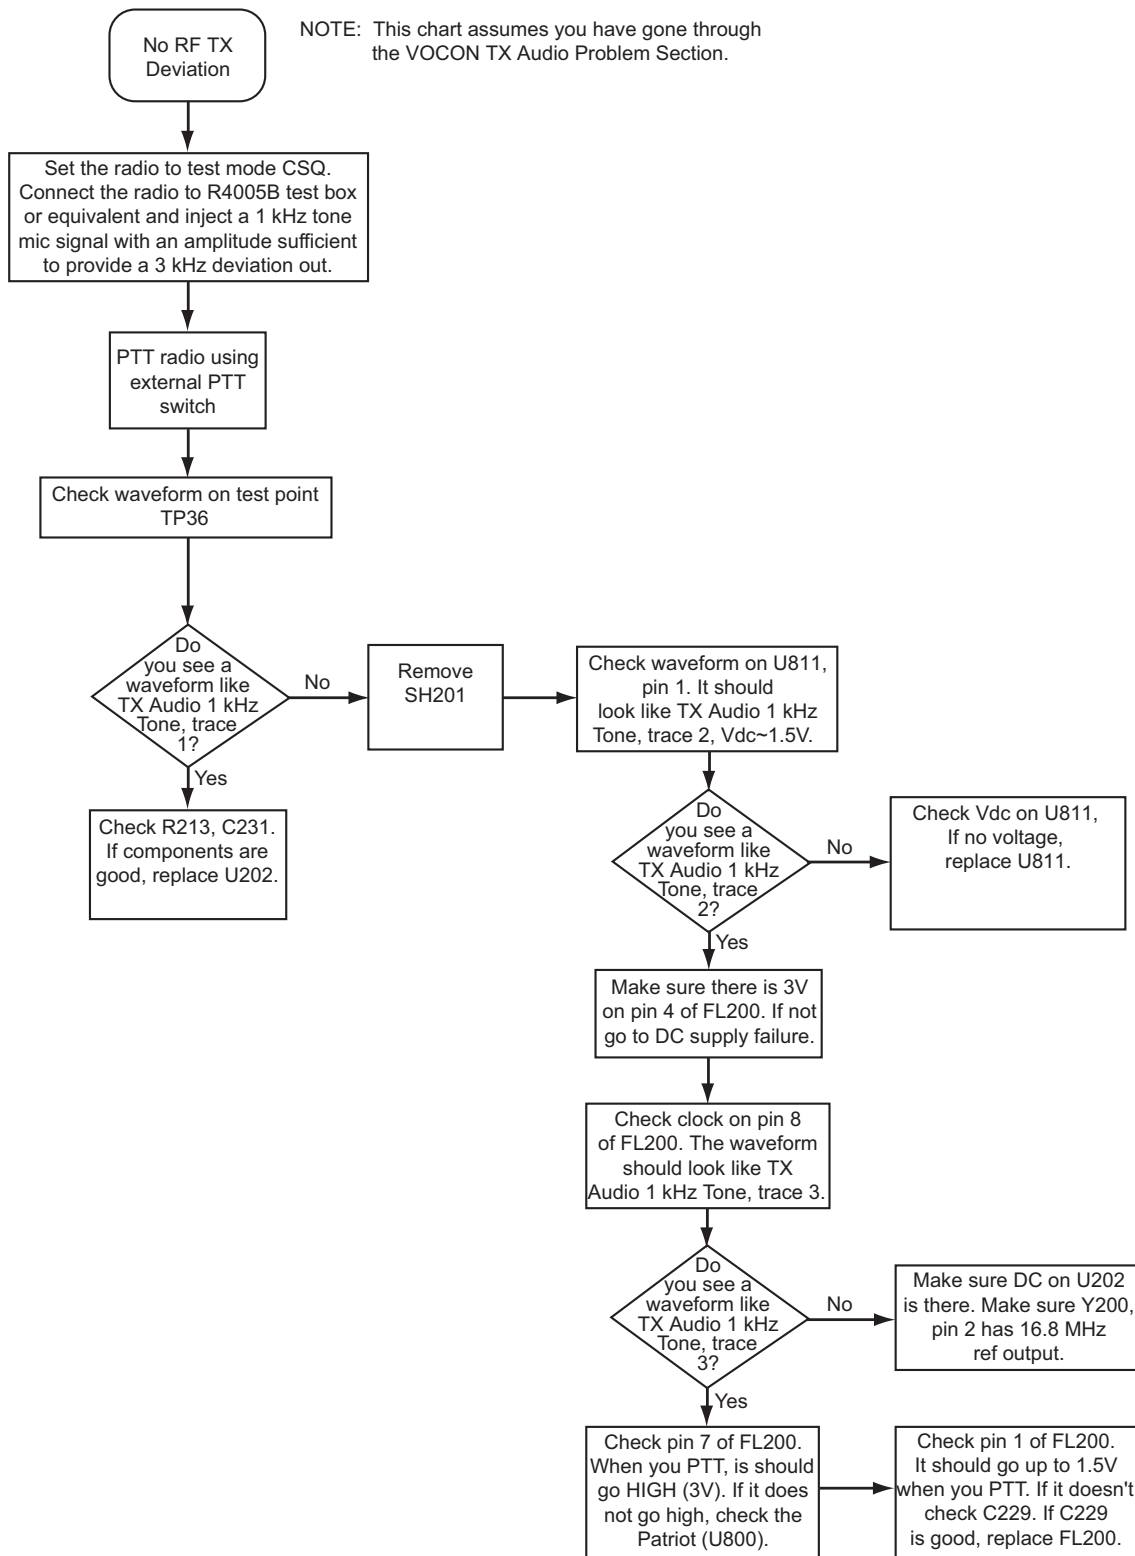 No RF TX
Deviation
NOTE: This chart assumes you have gone through
the VOCON TX Audio Problem Section.
Set the radio to test mode CSQ.
Connect the radio to R4005B test box
or equivalent and inject a 1 kHz tone
mic signal with an amplitude sufficient
to provide a 3 kHz deviation out.
PTT radio using
external PTT
switch
Check waveform on test point
TP36
Do
you see a
waveform like
TX Audio 1 kHz
Tone, trace
1?
No
Remove
SH201
Check waveform on U811,
pin 1. It should
look like TX Audio 1 kHz
Tone, trace 2, Vdc~1.5V.
Yes
Check R213, C231.
If components are
good, replace U202.
Do
you see a
waveform like
TX Audio 1 kHz
Tone, trace
2?
No
Check Vdc on U811,
If no voltage,
replace U811.
Yes
Make sure there is 3V
on pin 4 of FL200. If not
go to DC supply failure.
Check clock on pin 8
of FL200. The waveform
should look like TX
Audio 1 kHz Tone, trace 3.
Do
you see a
waveform like
TX Audio 1 kHz
Tone, trace
3?
No
Make sure DC on U202
is there. Make sure Y200,
pin 2 has 16.8 MHz
ref output.
Yes
Check pin 7 of FL200.
When you PTT, is should
go HIGH (3V). If it does
not go high, check the
Patriot (U800).
Check pin 1 of FL200.
It should go up to 1.5V
when you PTT. If it doesn't
check C229. If C229
is good, replace FL200.